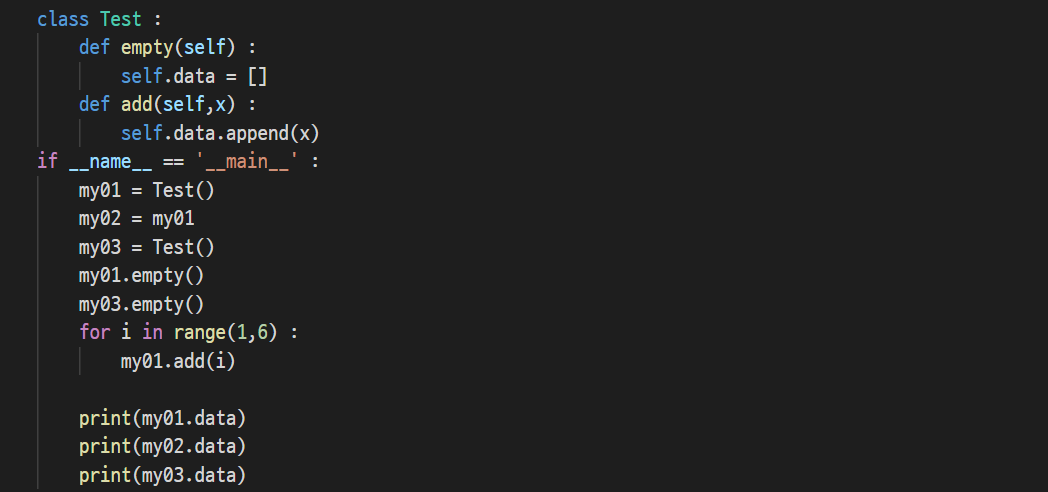 class Test :
    def empty(self) :
        self.data = []
    def add(self,x) :
        self.data.append(x)
if __name__ == '__main__' :
    my01 = Test()
    my02 = my01
    my03 = Test()
    my01.empty()
    my03.empty()
    for i in range(1,6) :
        my01.add(i)

    print(my01.data)
    print(my02.data)
    print(my03.data)